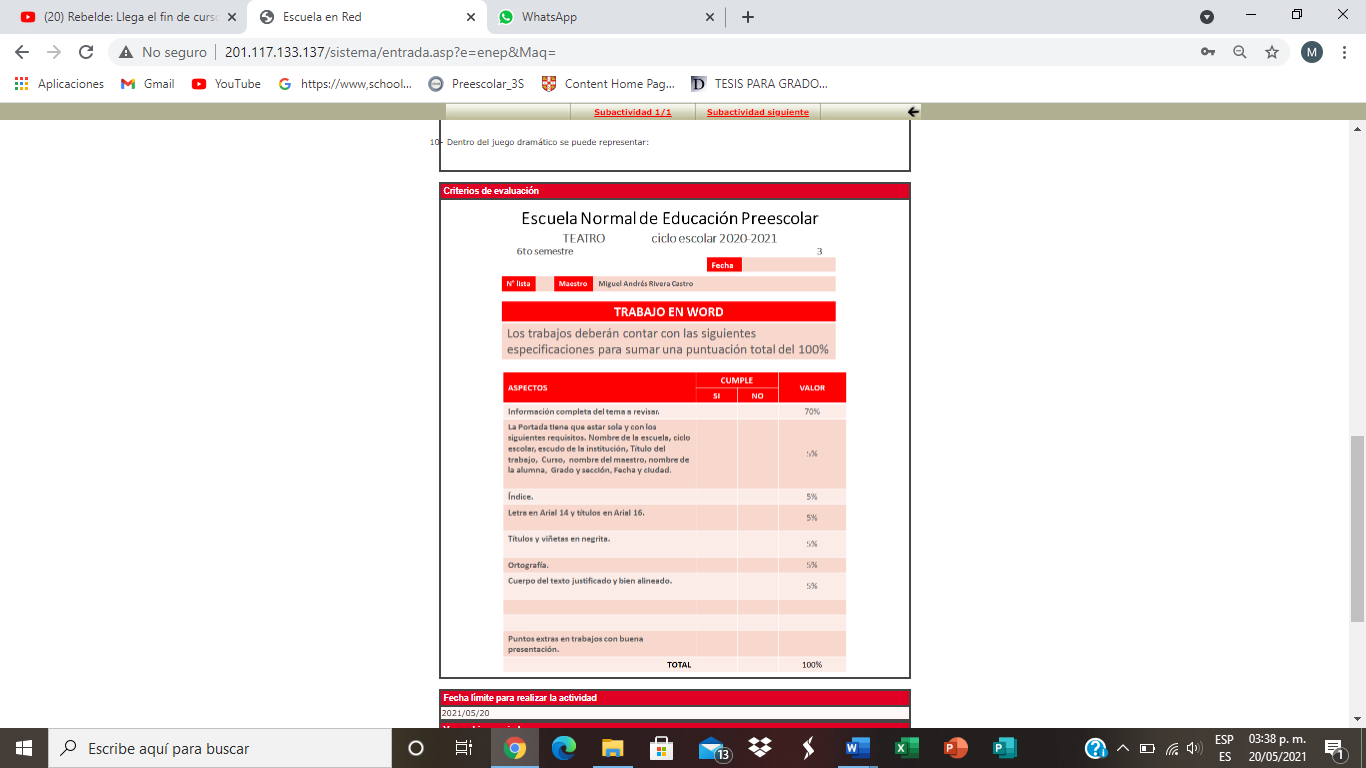 (20) Rebelde: Llega el fin de curso
Escuela en Red
WhatsApp
No seguro
201.117.133.137/sistema/entrada.asp?e=enep&Maq=
M
Aplicaciones
Gmail
YouTube
https://www,school...
Preescolar_3S
Content Home Pag...
TESIS PARA GRADO...
Subactividad 1/1
Subactividad siguiente
10- Dentro del juego dramático se puede representar:
Criterios de evaluación
Escuela Normal de Educación Preescolar
TEATRO ciclo escolar 2020-2021
6to semestre 3
Fecha
N° lista Maestro Miguel Andrés Rivera Castro
TRABAJO EN WORD
Los trabajos deberán contar con las siguientes
especificaciones para sumar una puntuación total del 100%
ASPECTOS CUMPLE VALOR
SI NO
Información completa del tema a revisar. 70%
La Portada tiene que estar sola y con los
siguientes requisitos. Nombre de la escuela, ciclo
escolar, escudo de la institución, Título del
trabajo, Curso, nombre del maestro, nombre de
la alumna, Grado y sección, Fecha y ciudad.
5%
Índice. 5%
Letra en Arial 14 y títulos en Arial 16. 5%
Títulos y viñetas en negrita. 5%
Ortografía. 5%
Cuerpo del texto justificado y bien alineado. 5%
Puntos extras en trabajos con buena
presentación.
TOTAL 100%
Fecha límite para realizar la actividad
2021/05/20
Escribe aquí para buscar
13
ESP
ES
03:38 p. m.
20/05/2021
1